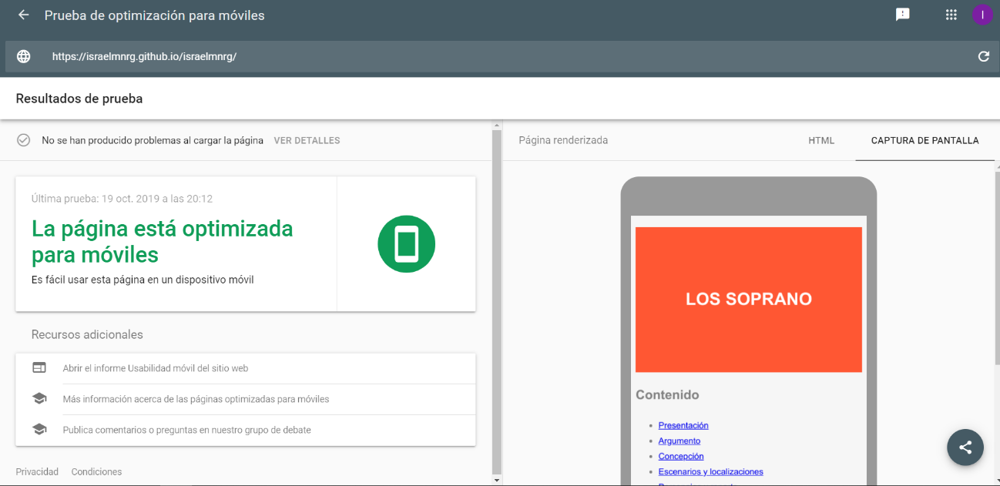 Prueba de optimización para móviles
I
https://israelmnrg.github.io/israelmnrg/
Resultados de prueba
No se han producido problemas al cargar la página VER DETALLES
Página renderizada HTML CAPTURA DE PANTALLA
Última prueba: 19 oct. 2019 a las 20:12
La página está optimizada
para móviles
Es fácil usar esta página en un dispositivo móvil
Recursos adicionales
Abrir el informe Usabilidad móvil del sitio web
Más información acerca de las páginas optimizadas para móviles
Publica comentarios o preguntas en nuestro grupo de debate
Privacidad Condiciones
LOS SOPRANO
Contenido
Presentación
Argumento
Concepción
Escenarios y localizaciones